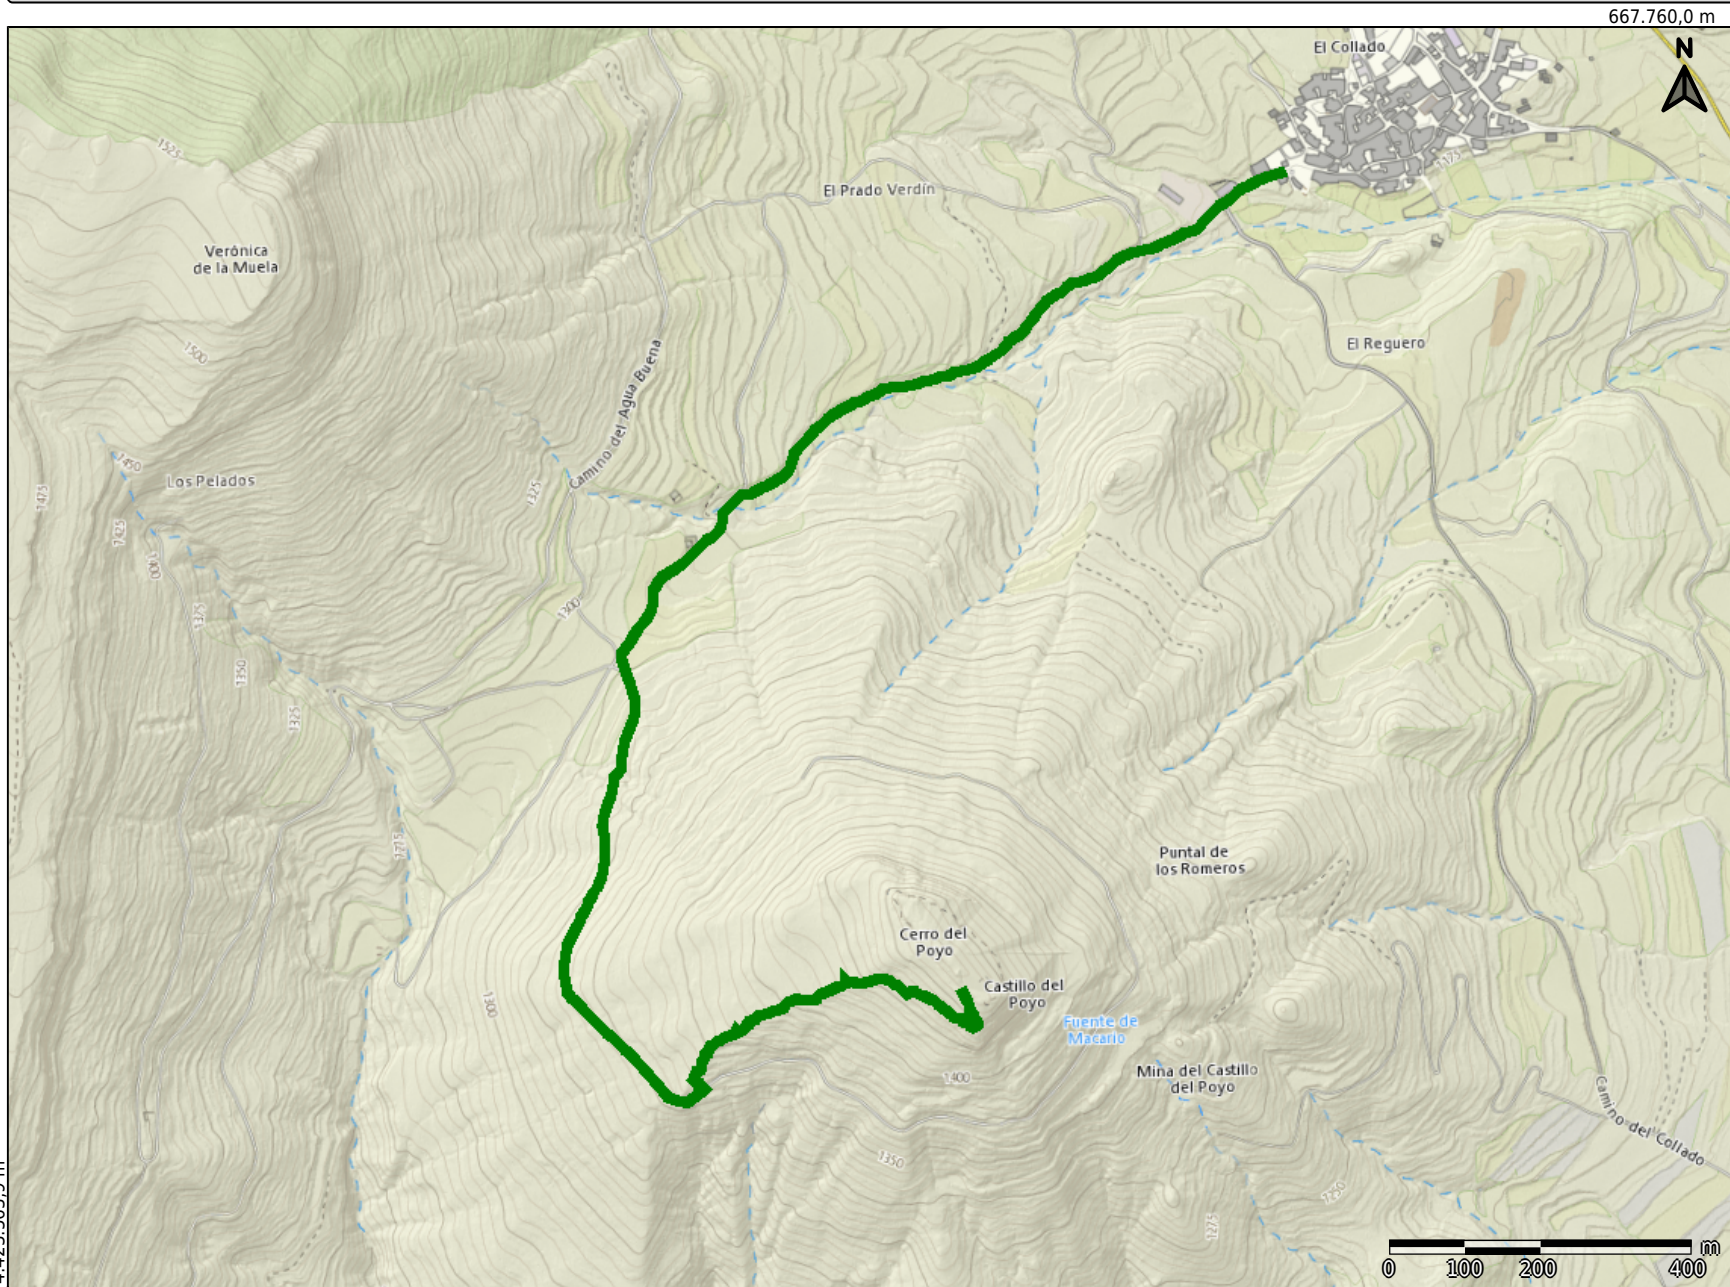 667.760,0 m
El Collado
N
1525
1175
El Prado Verdín
Verónica
de la Muela
El Reguero
1500
Camino del Agua Buena
1450
Los Pelados
1475
1325
1425
1400
1300
1375
1350
1325
Puntal de
los Romeros
Cerro del
Poyo
Castillo del
Poyo
1300
Fuente de
Macario
1400
Mina del Castillo
del Poyo
Camino del Collado
1350
1250
1275
m
0 100 200 400